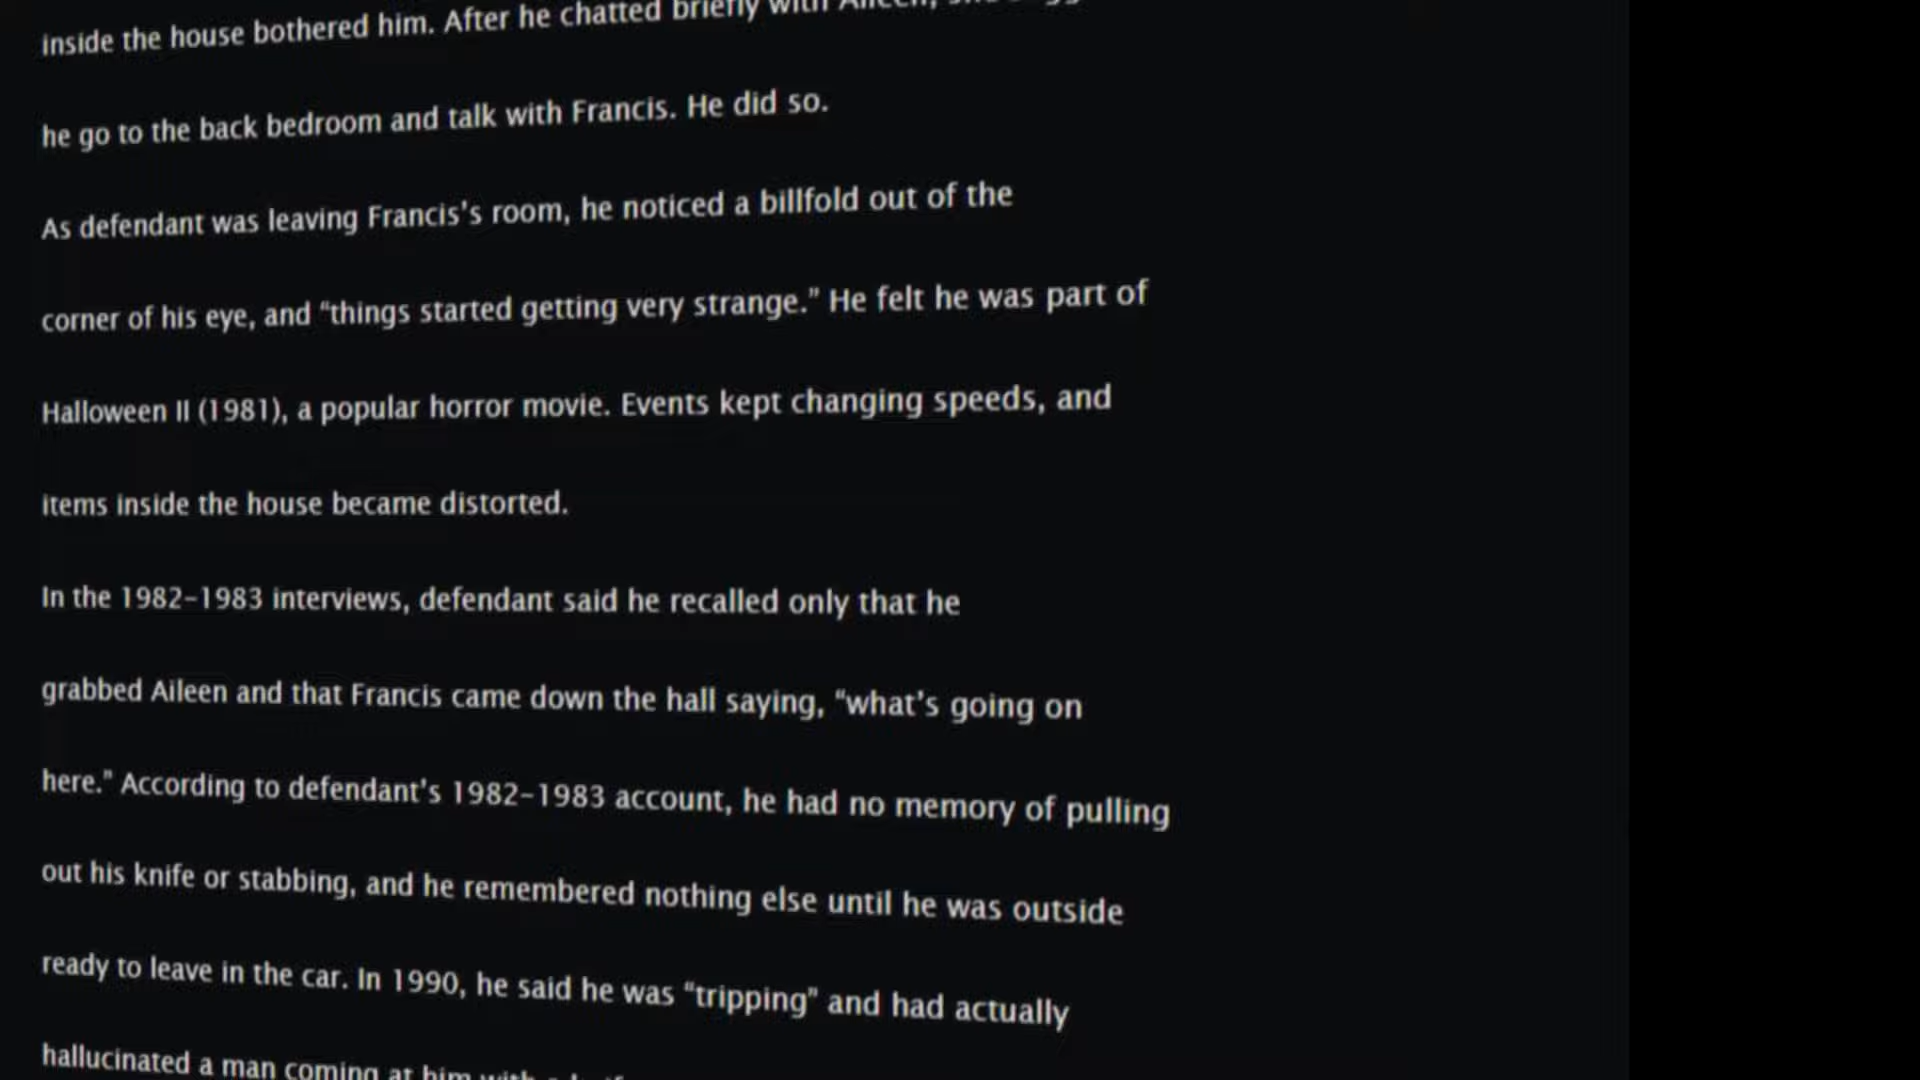 inside the house bothered him. After he chatted briefly with Aileen,
he go to the back bedroom and talk with Francis. He did so.
As defendant was leaving Francis's room, he noticed a billfold out of the
corner of his eye, and “things started getting very strange.” He felt he was part of
Halloween II (1981), a popular horror movie. Events kept changing speeds, and
items inside the house became distorted.
In the 1982–1983 interviews, defendant said he recalled only that he
grabbed Aileen and that Francis came down the hall saying, “what's going on
here.” According to defendant's 1982–1983 account, he had no memory of pulling
out his knife or stabbing, and he remembered nothing else until he was outside
ready to leave in the car. In 1990, he said he was “tripping” and had actually
hallucinated a man coming at him with a